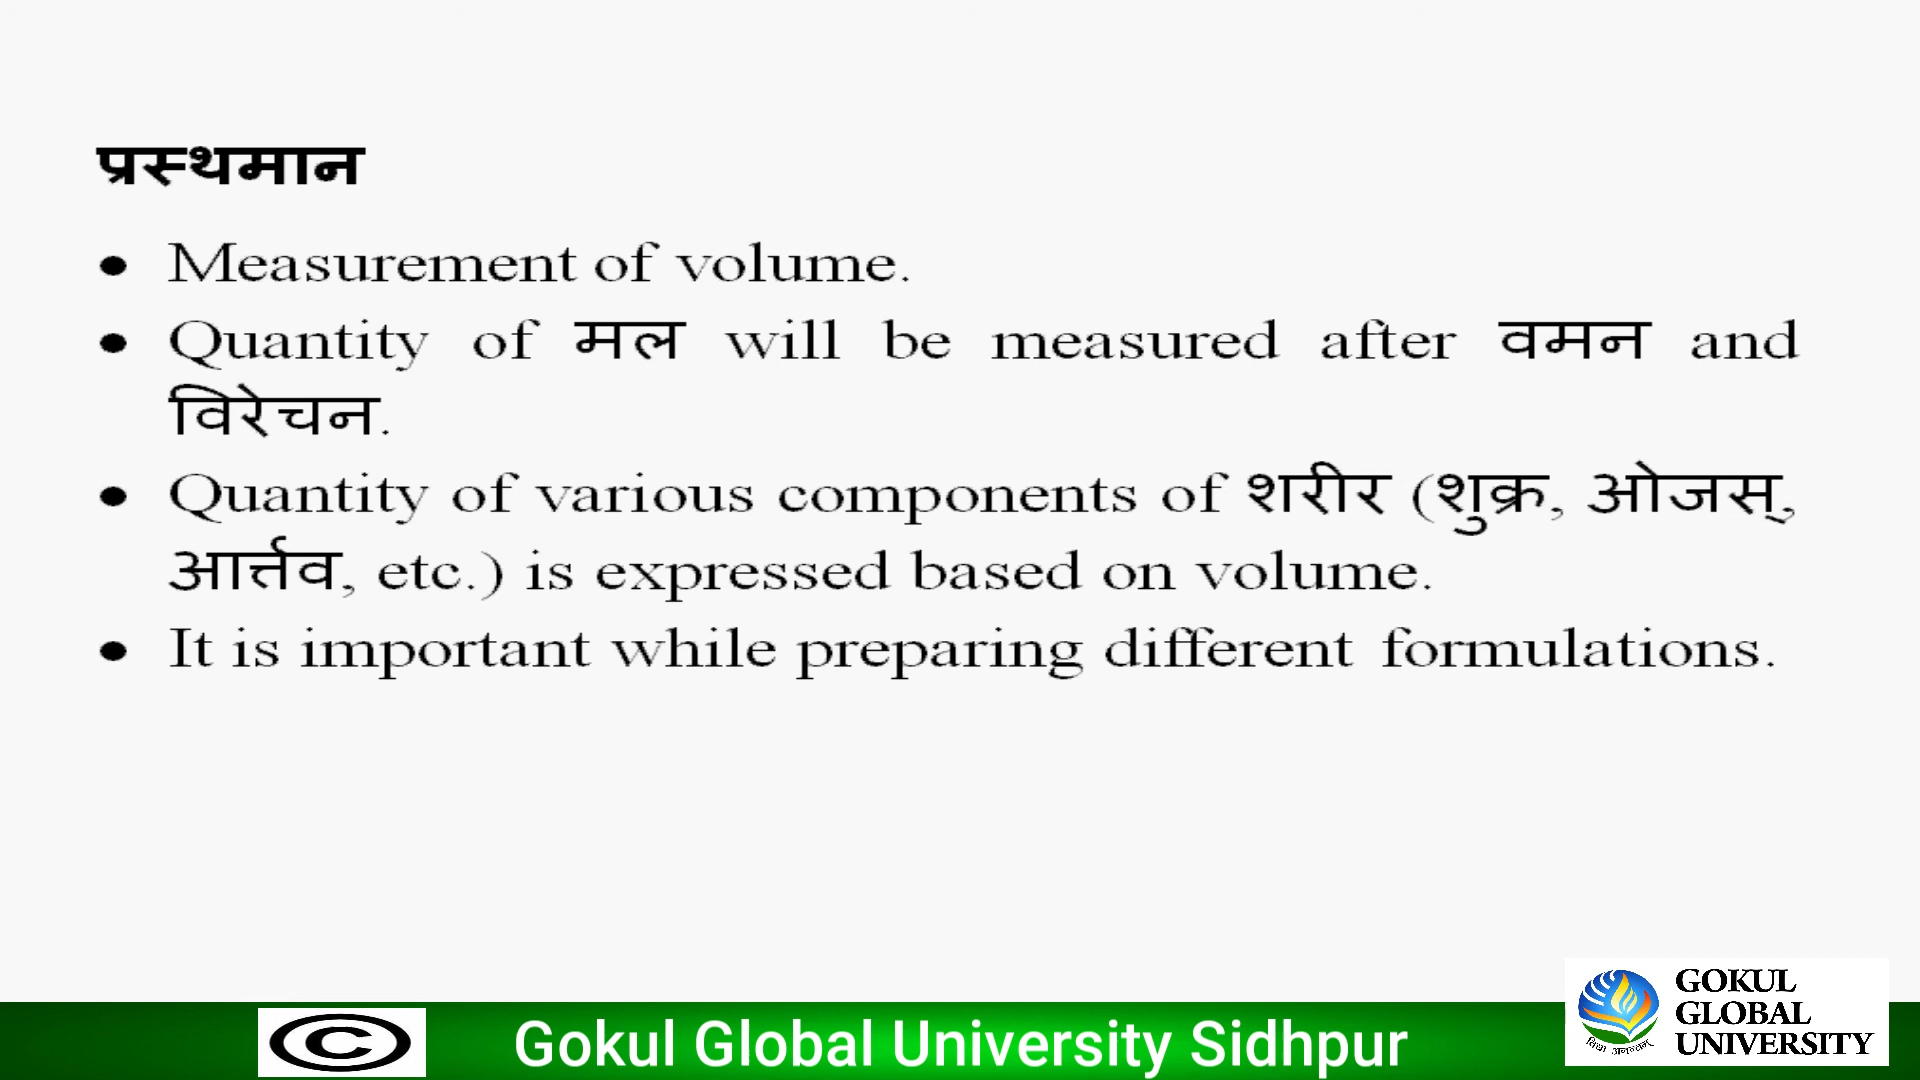 प्रस्थमान
• Measurement of volume.
• Quantity of मल will be measured after वमन and
विरेचन.
• Quantity of various components of शरीर (शुक्र, ओजस्,
आर्त्तव, etc.) is expressed based on volume.
• It is important while preparing different formulations.
©
Gokul Global University Sidhpur
GOKUL
GLOBAL
UNIVERSITY